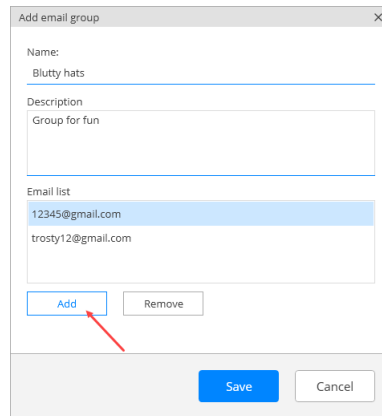 Add email group
Name:
Blutty hats
Description
Group for fun
Email list
12345@gmail.com
trosty12@gmail.com
Add Remove
Save Cancel